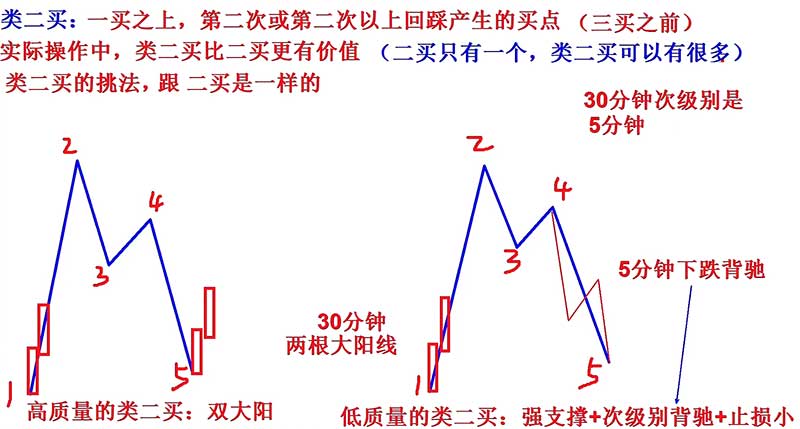 类二买：一买之上，第二次或第二次以上回踩产生的买点（三买之前）
实际操作中，类二买比二买更有价值（二买只有一个，类二买可以有很多）
类二买的挑法，跟 二买是一样的
30分钟次级别是
5分钟
2
4
3
1
5
30分钟
两根大阳线
高质量的类二买：双大阳
2
4
3
1
5
5分钟下跌背驰
低质量的类二买：强支撑+次级别背驰+止损小